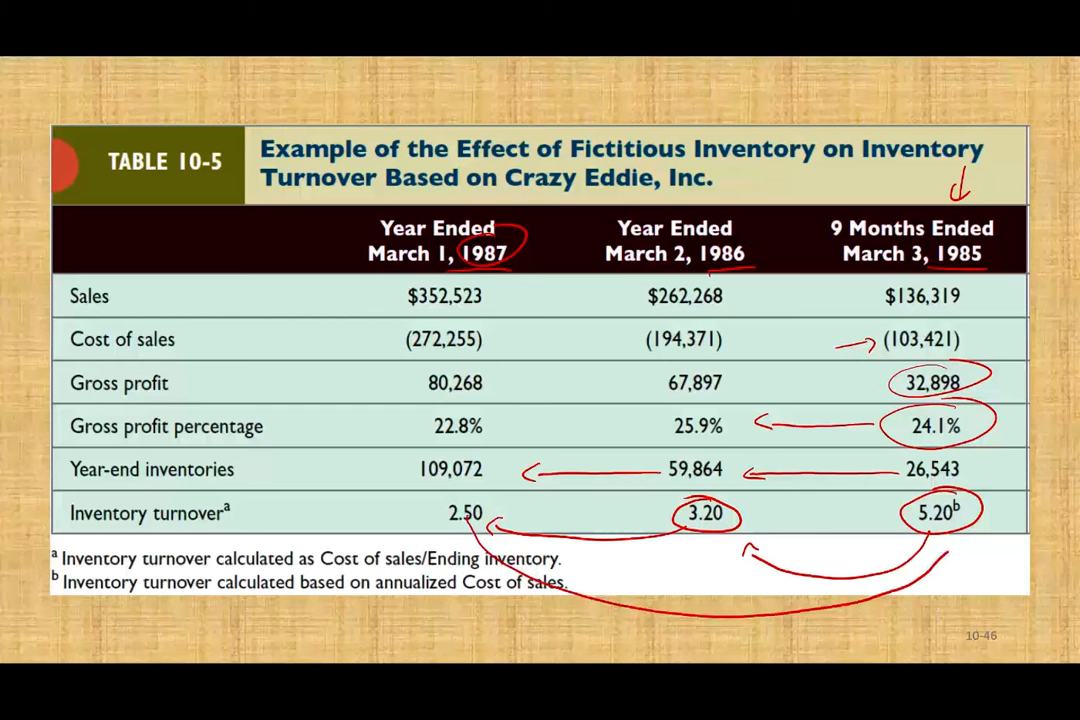 TABLE 10-5
Example of the Effect of Fictitious Inventory on Inventory
Turnover Based on Crazy Eddie, Inc.
Year Ended March 1, 1987 Year Ended March 2, 1986 9 Months Ended March 3, 1985
Sales $352,523 $262,268 $136,319
Cost of sales (272,255) (194,371) (103,421)
Gross profit 80,268 67,897 32,898
Gross profit percentage 22.8% 25.9% 24.1%
Year-end inventories 109,072 59,864 26,543
Inventory turnoverᵃ 2.50 3.20 5.20ᵇ
ᵃ Inventory turnover calculated as Cost of sales/Ending inventory.
ᵇ Inventory turnover calculated based on annualized Cost of sales.
10-46